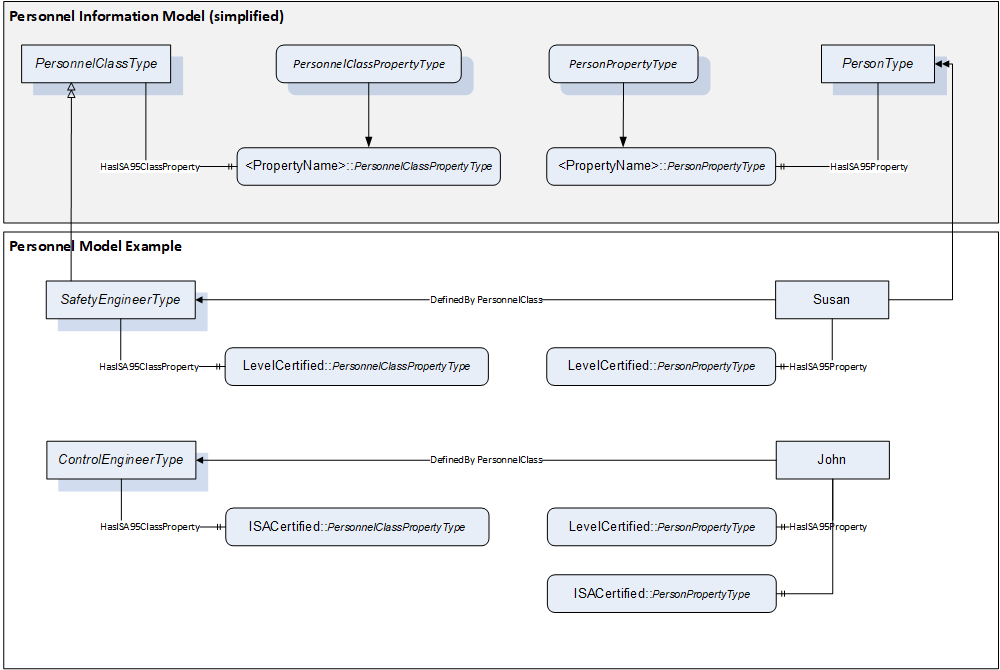 Personnel Information Model (simplified)
PersonnelClassType
PersonnelClassPropertyType
PersonPropertyType
PersonType
HasISA95ClassProperty
<PropertyName>::PersonnelClassPropertyType
<PropertyName>::PersonPropertyType
HasISA95Property
Personnel Model Example
SafetyEngineerType
DefinedBy PersonnelClass
Susan
HasISA95ClassProperty
LevelCertified::PersonnelClassPropertyType
LevelCertified::PersonPropertyType
HasISA95Property
ControlEngineerType
DefinedBy PersonnelClass
John
HasISA95ClassProperty
ISACertified::PersonnelClassPropertyType
LevelCertified::PersonPropertyType
HasISA95Property
ISACertified::PersonPropertyType